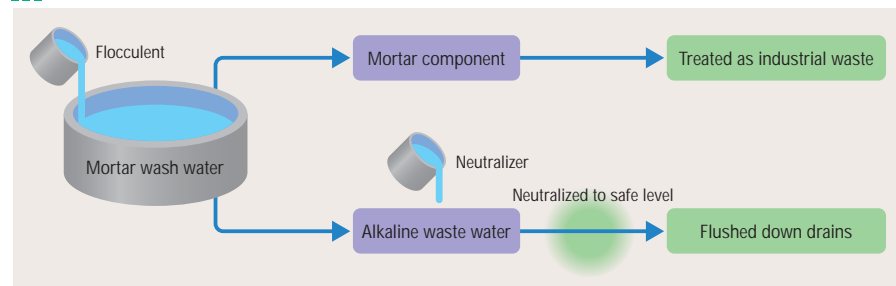 Flocculent
Mortar wash water
Mortar component
Treated as industrial waste
Neutralizer
Neutralized to safe level
Alkaline waste water
Flushed down drains